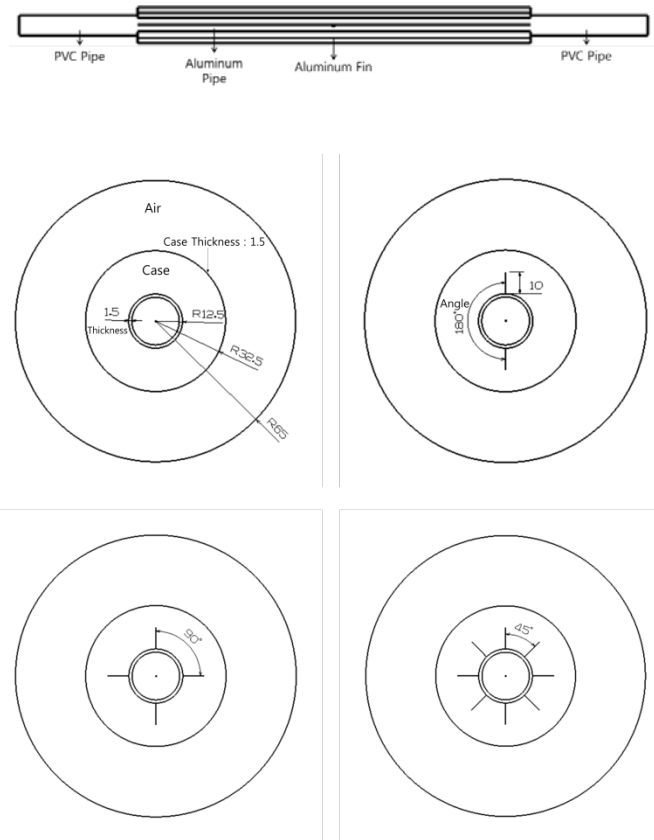 PVC Pipe
Aluminum
Pipe
Aluminum Fin
PVC Pipe
Air
Case Thickness : 1.5
Case
1.5
Thickness
R12.5
R32.5
R65
10
Angle
180°
90°
45°